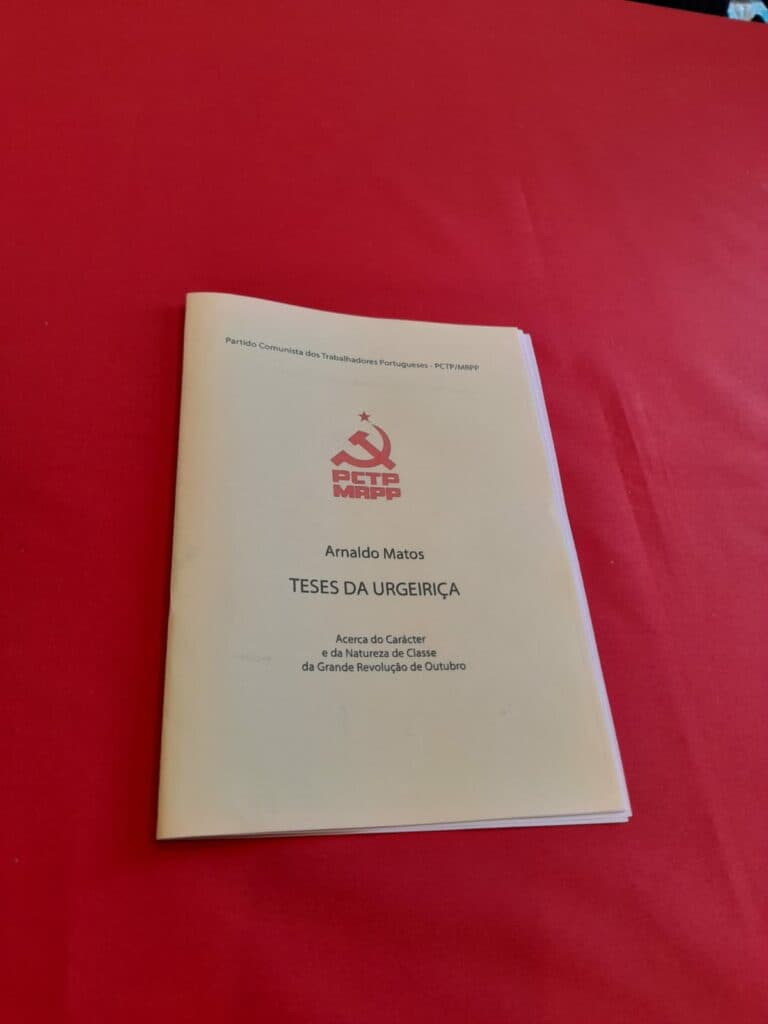 Partido Comunista dos Trabalhadores Portugueses - PCTP/MRPP
PCTP
MRPP
Arnaldo Matos
TESES DA URGEIRIÇA
Acerca do Carácter
e da Natureza de Classe
da Grande Revolução de Outubro